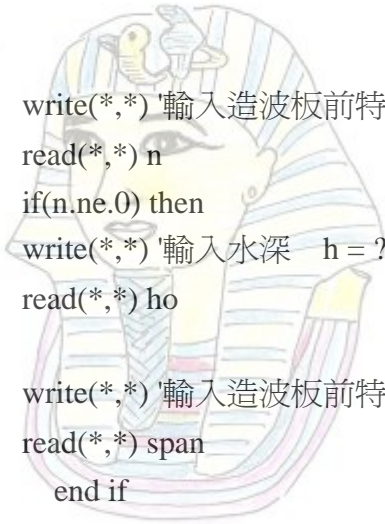 write(*,*) '輸入造波板前特
read(*,*) n
if(n.ne.0) then
write(*,*) '輸入水深 h = ?
read(*,*) ho
write(*,*) '輸入造波板前特
read(*,*) span
end if